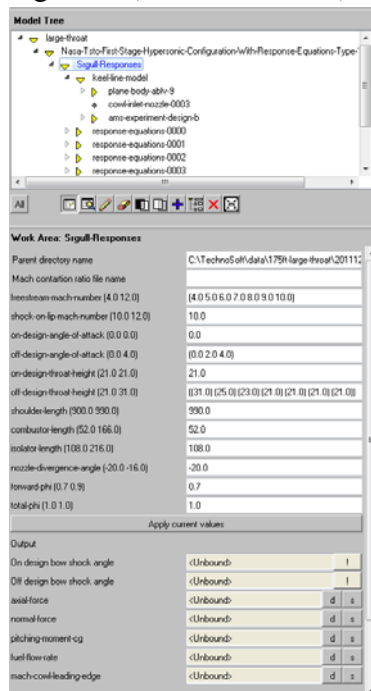 Model Tree
large-throat
Nasa-Tsto-First-Stage-Hypersonic-Configuration-With-Response-Equations-Type-
Srgull-Responses
keel-line-model
plane-body-ablv-9
cowl-inlet-nozzle-0003
ams-experiment-design-b
response-equations-0000
response-equations-0001
response-equations-0002
response-equations-0003
All
Work Area: Srgull-Responses
Parent directory name C:\TechnoSoft\data\175ft-large-throat\201112
Mach contartion ratio file name
freestream-mach-number (4.0 12.0) (4.0 5.0 6.0 7.0 8.0 9.0 10.0)
shock-on-lip-mach-number (10.0 12.0) 10.0
on-design-angle-of-attack (0.0 0.0) 0.0
off-design-angle-of-attack (0.0 4.0) (0.0 2.0 4.0)
on-design-throat-height (21.0 21.0) 21.0
off-design-throat-height (21.0 31.0) ((31.0) (25.0) (23.0) (21.0) (21.0) (21.0) (21.0))
shoulder-length (900.0 990.0) 990.0
combustor-length (52.0 166.0) 52.0
isolator-length (108.0 216.0) 108.0
nozzle-divergence-angle (-20.0 -16.0) -20.0
forward-phi (0.7 0.9) 0.7
total-phi (1.0 1.0) 1.0
Apply current values
Output
On design bow shock angle <Unbound> !
Off design bow shock angle <Unbound> !
axial-force <Unbound> d s
normal-force <Unbound> d s
pitching-moment-cg <Unbound> d s
fuel-flow-rate <Unbound> d s
mach-cowl-leading-edge <Unbound> d s